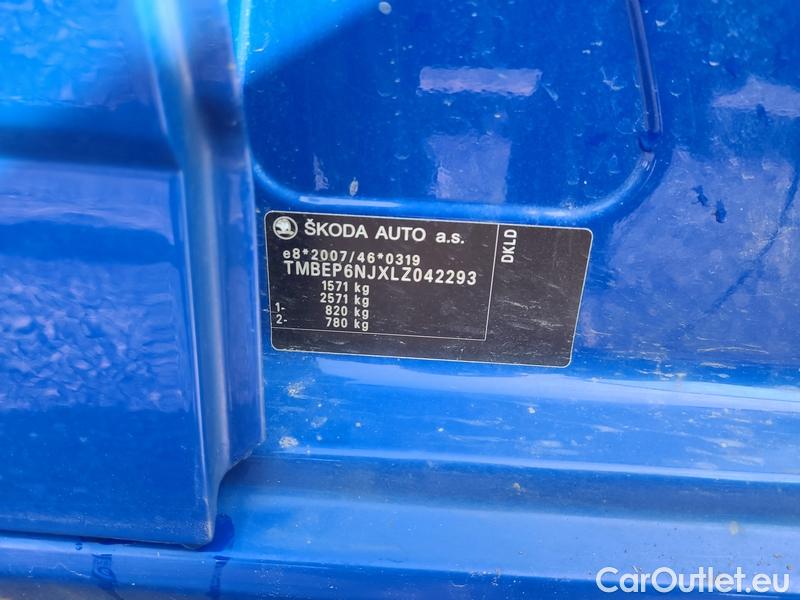 ŠKODA AUTO a.s.
e8*2007/46*0319
TMBEP6NJXLZ042293
1571 kg
2571 kg
1- 820 kg
2- 780 kg
DKLD
CarOutlet.eu